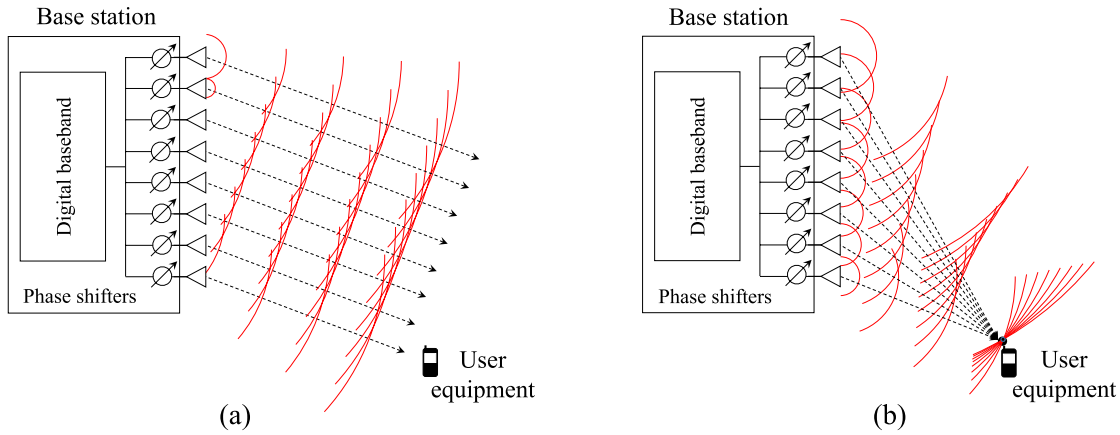 Base station
Digital baseband
Phase shifters
User
equipment
(a)
Base station
Digital baseband
Phase shifters
User
equipment
(b)